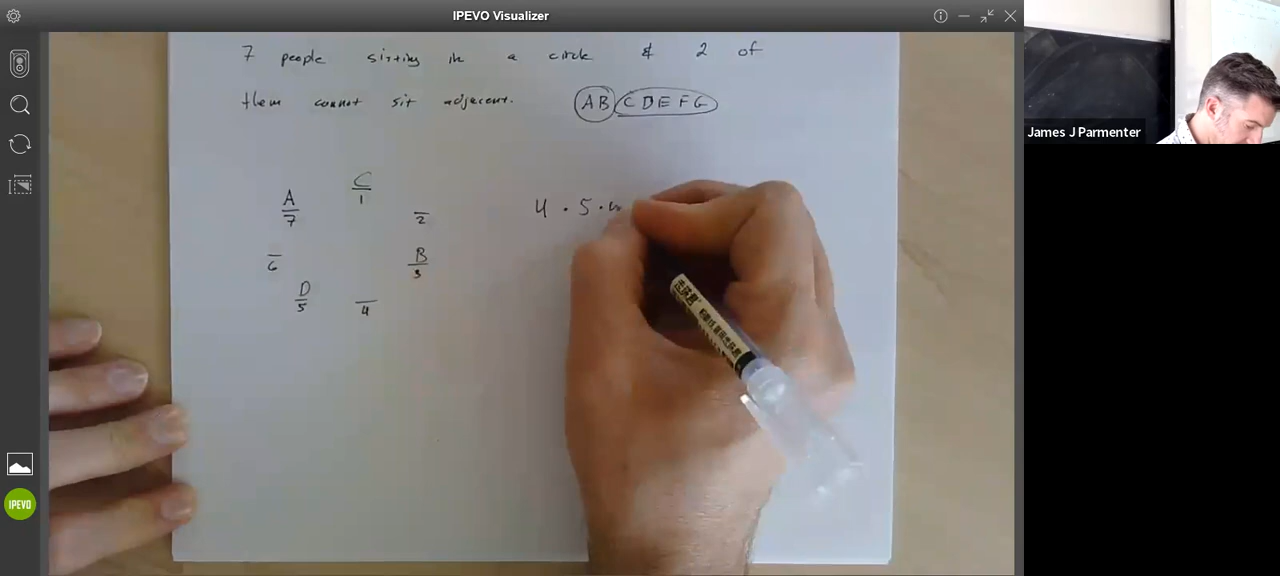 IPEVO Visualizer
7 people sitting in a circle & 2 of
them cannot sit adjacent. AB CDEFG
C
1
A
7
2
6
B
3
D
5
4
4 · 5 ·
James J Parmenter
IPEVO